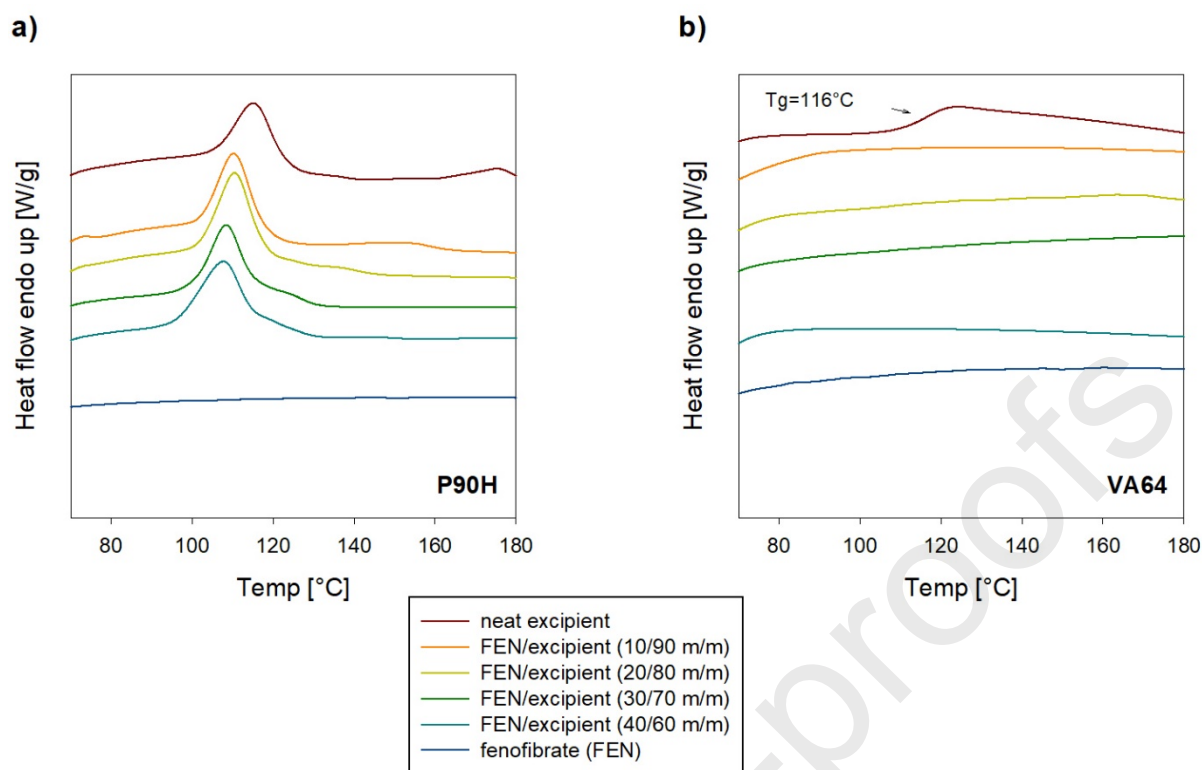 a)
b)
Heat flow endo up [W/g]
P90H
80 100 120 140 160 180
Temp [°C]
Heat flow endo up [W/g]
Tg=116°C
VA64
80 100 120 140 160 180
Temp [°C]
neat excipient
FEN/excipient (10/90 m/m)
FEN/excipient (20/80 m/m)
FEN/excipient (30/70 m/m)
FEN/excipient (40/60 m/m)
fenofibrate (FEN)
proofs